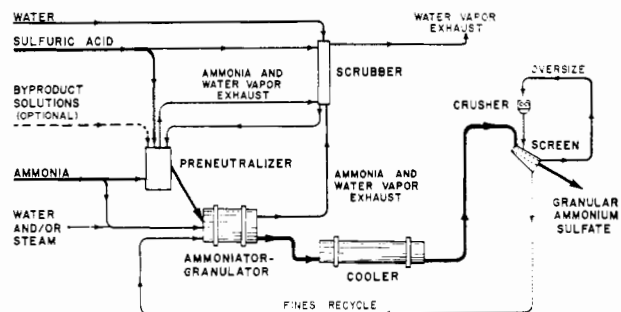 WATER
WATER VAPOR
EXHAUST
SULFURIC ACID
SCRUBBER
AMMONIA AND
WATER VAPOR
EXHAUST
OVERSIZE
CRUSHER
BYPRODUCT
SOLUTIONS
(OPTIONAL)
SCREEN
PRENEUTRALIZER
AMMONIA
AMMONIA AND
WATER VAPOR
EXHAUST
GRANULAR
AMMONIUM
SULFATE
WATER
AND/OR
STEAM
AMMONIATOR-
GRANULATOR
COOLER
FINES RECYCLE